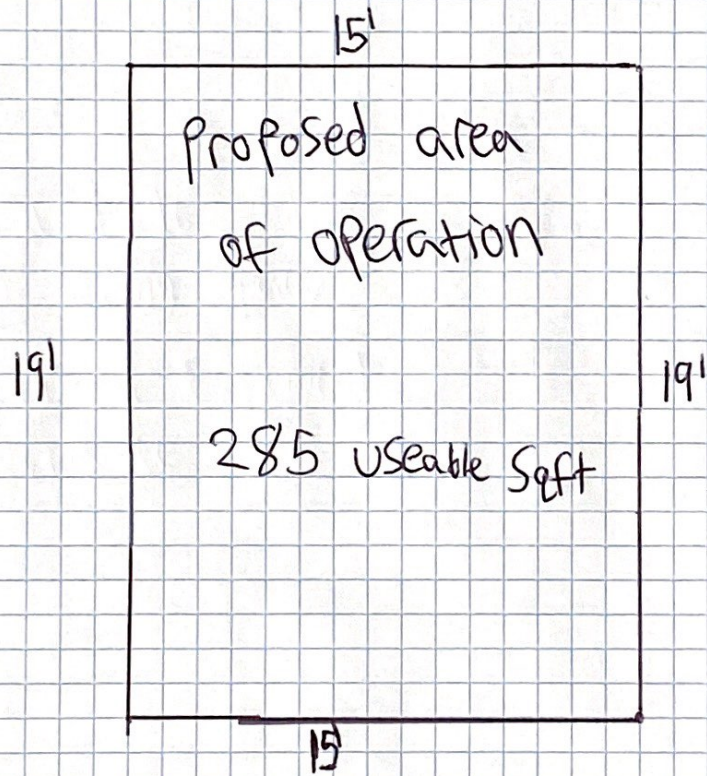 15'
Proposed area
of operation
19'
19'
285 useable Sqft
15'